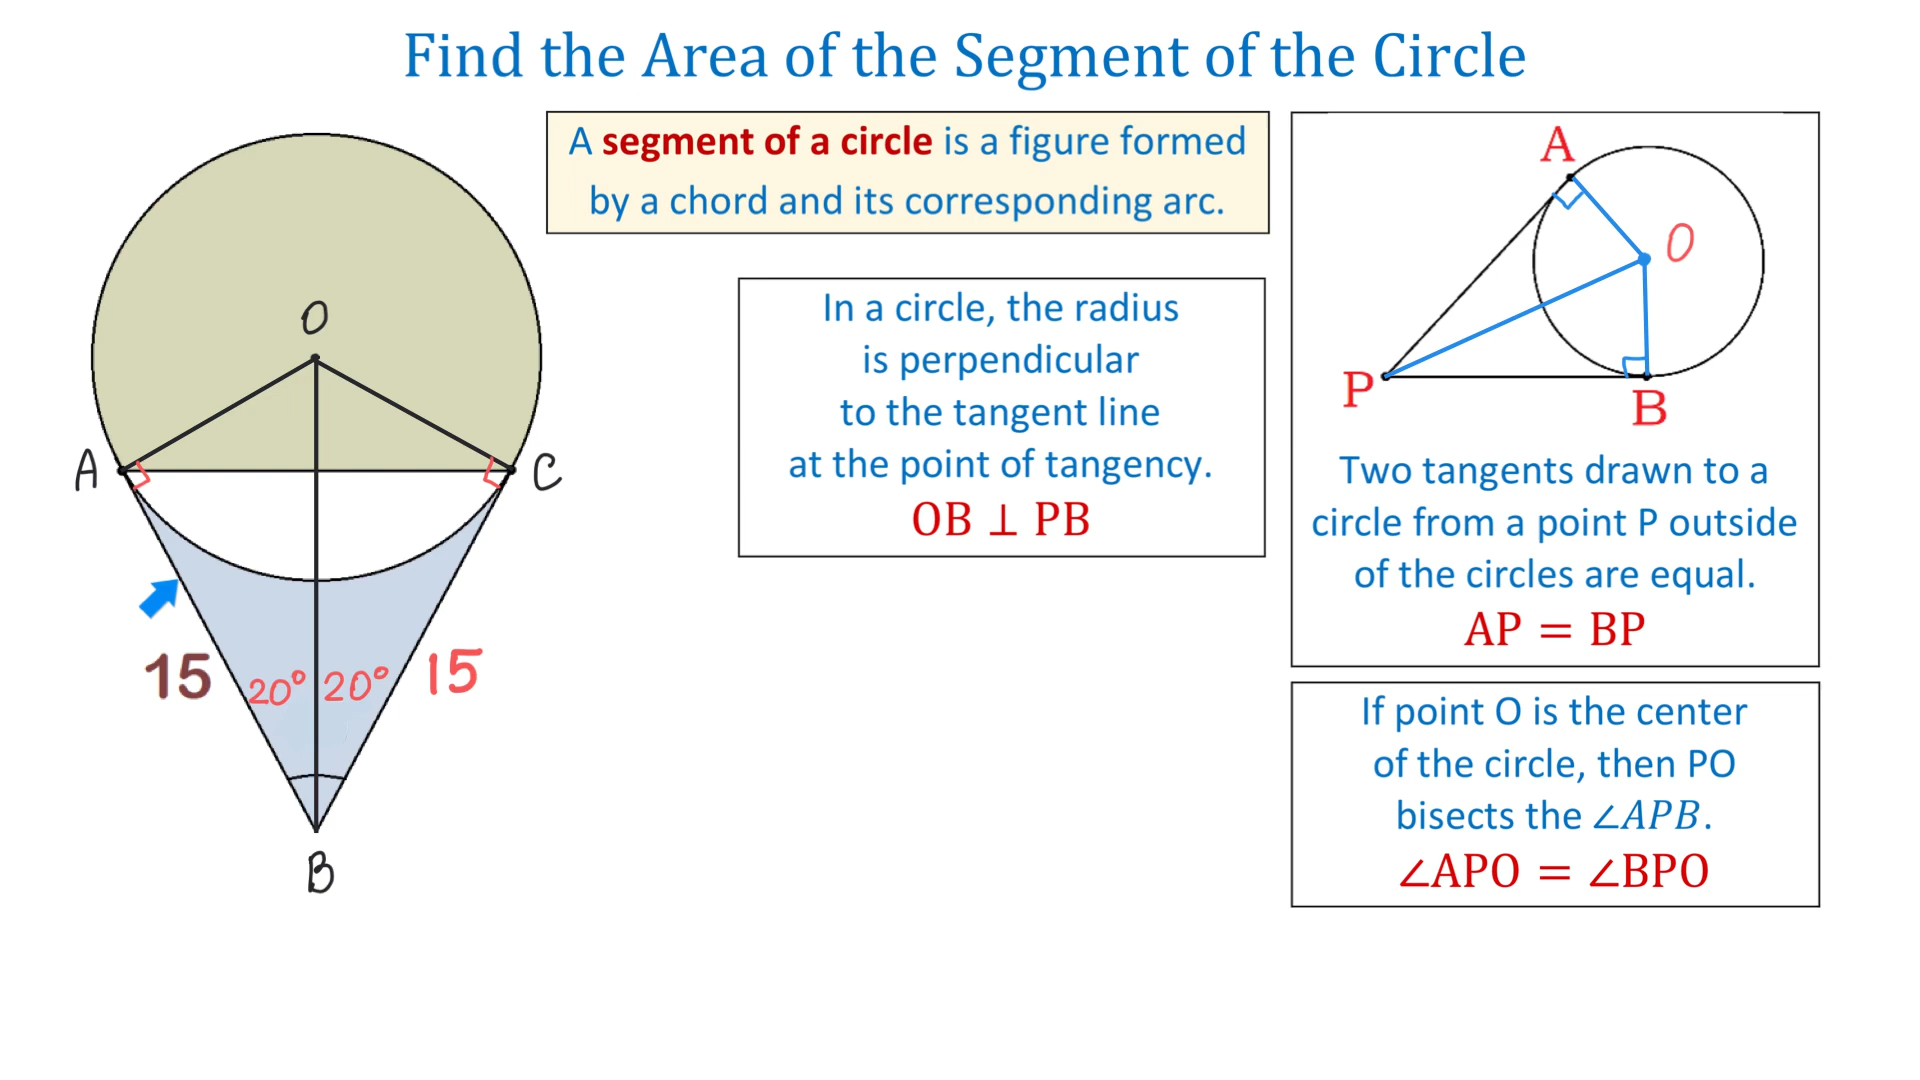 Find the Area of the Segment of the Circle
A segment of a circle is a figure formed
by a chord and its corresponding arc.
In a circle, the radius
is perpendicular
to the tangent line
at the point of tangency.
OB ⊥ PB
A
O
P
B
Two tangents drawn to a
circle from a point P outside
of the circles are equal.
AP = BP
If point O is the center
of the circle, then PO
bisects the ∠APB.
∠APO = ∠BPO
O
A
C
15
20° 20°
15
B